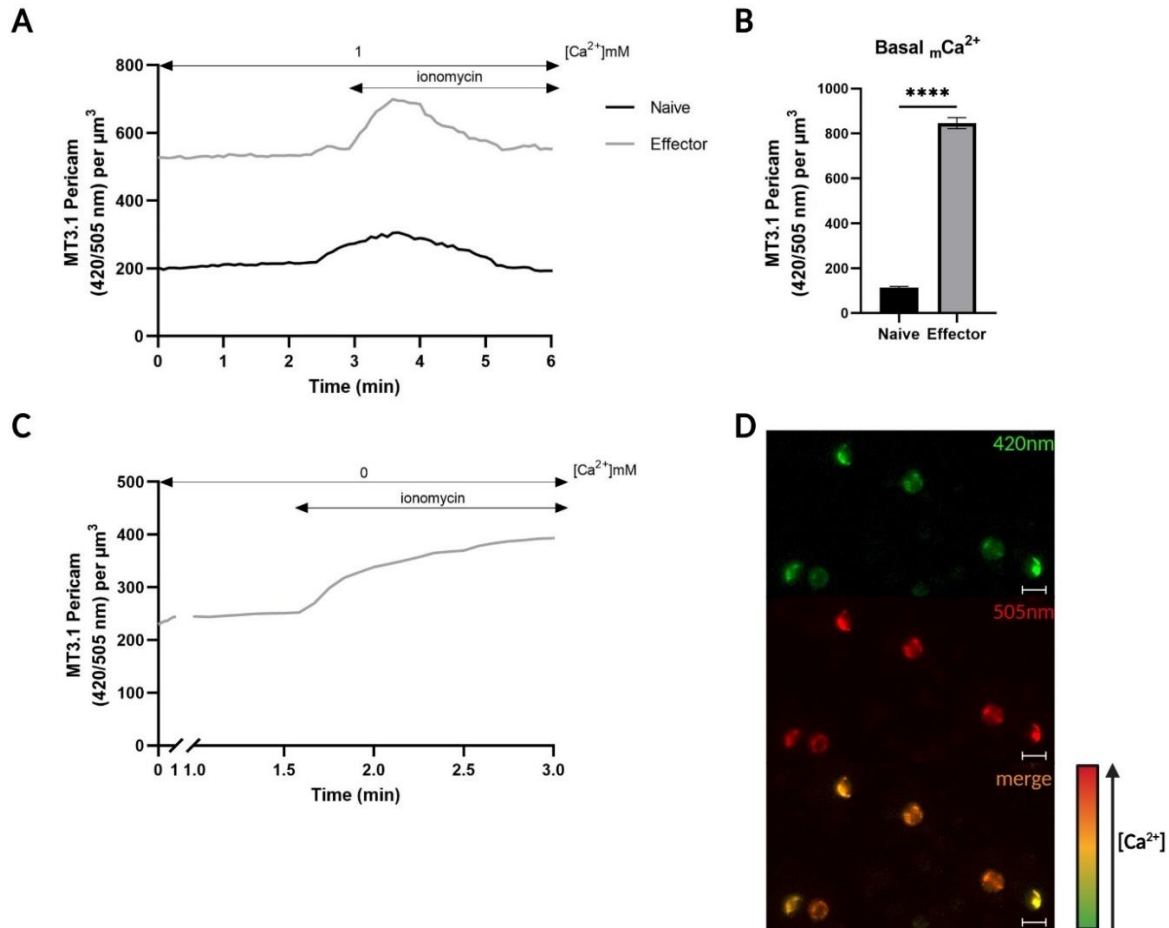 A
1
[Ca²⁺]mM
ionomycin
800
600
400
200
0
MT3.1 Pericam
(420/505 nm) per µm³
0 1 2 3 4 5 6
Time (min)
Naive
Effector
B
Basal ₘCa²⁺
****
1000
800
600
400
200
0
MT3.1 Pericam
(420/505 nm) per µm³
Naive Effector
C
0
[Ca²⁺]mM
ionomycin
500
400
300
200
100
0
MT3.1 Pericam
(420/505 nm) per µm³
0 1 1.0 1.5 2.0 2.5 3.0
Time (min)
D
420nm
505nm
merge
[Ca²⁺]